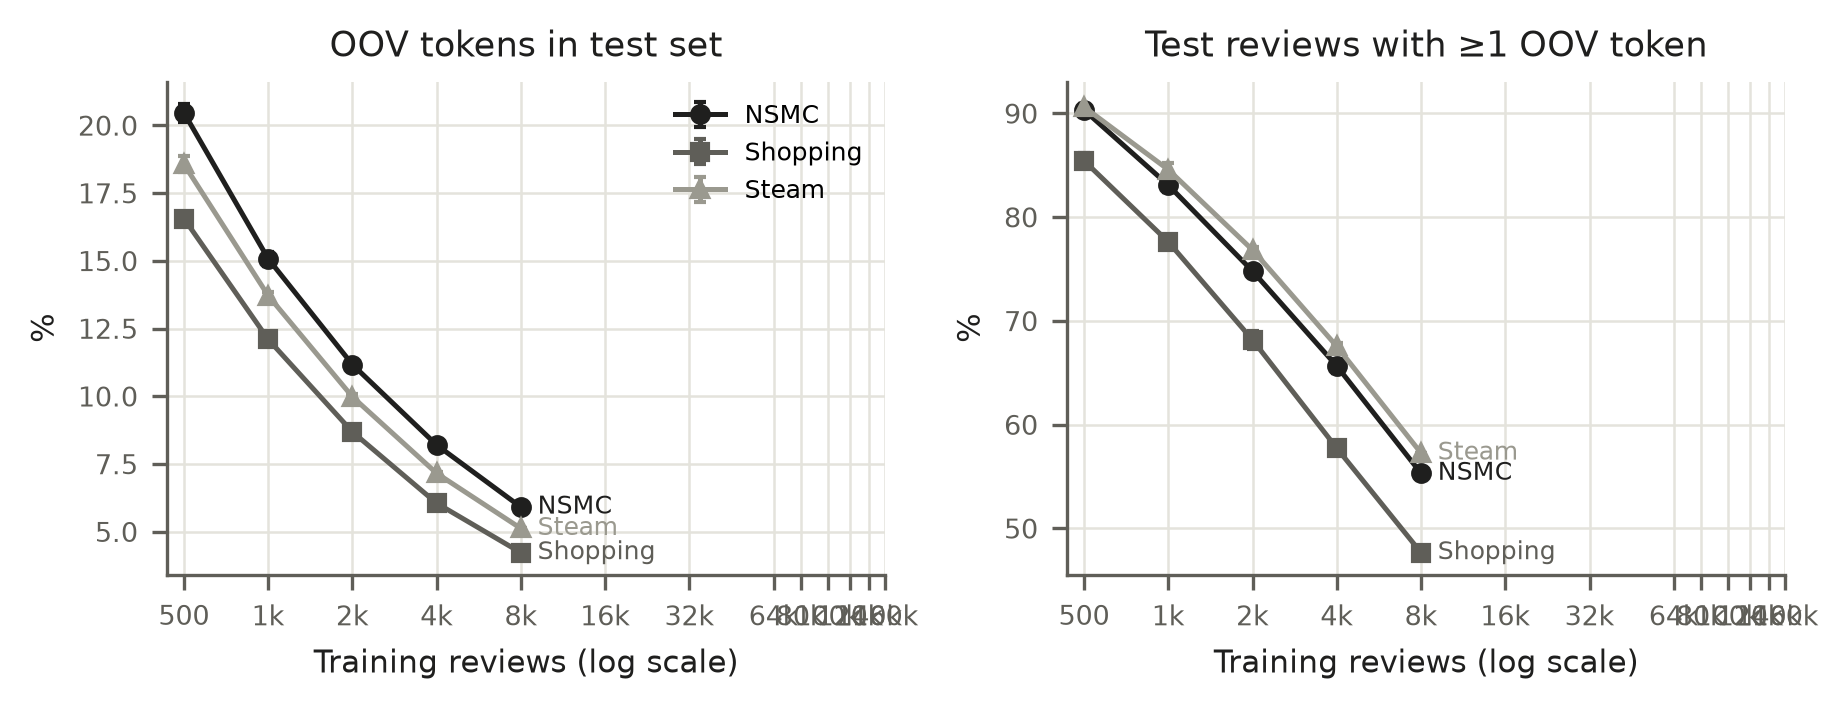 OOV tokens in test set
NSMC
Shopping
Steam
%
20.0
17.5
15.0
12.5
10.0
7.5
5.0
NSMC
Steam
Shopping
500 1k 2k 4k 8k 16k 32k
Training reviews (log scale)
Test reviews with ≥1 OOV token
%
90
80
70
60
50
Steam
NSMC
Shopping
500 1k 2k 4k 8k 16k 32k
Training reviews (log scale)